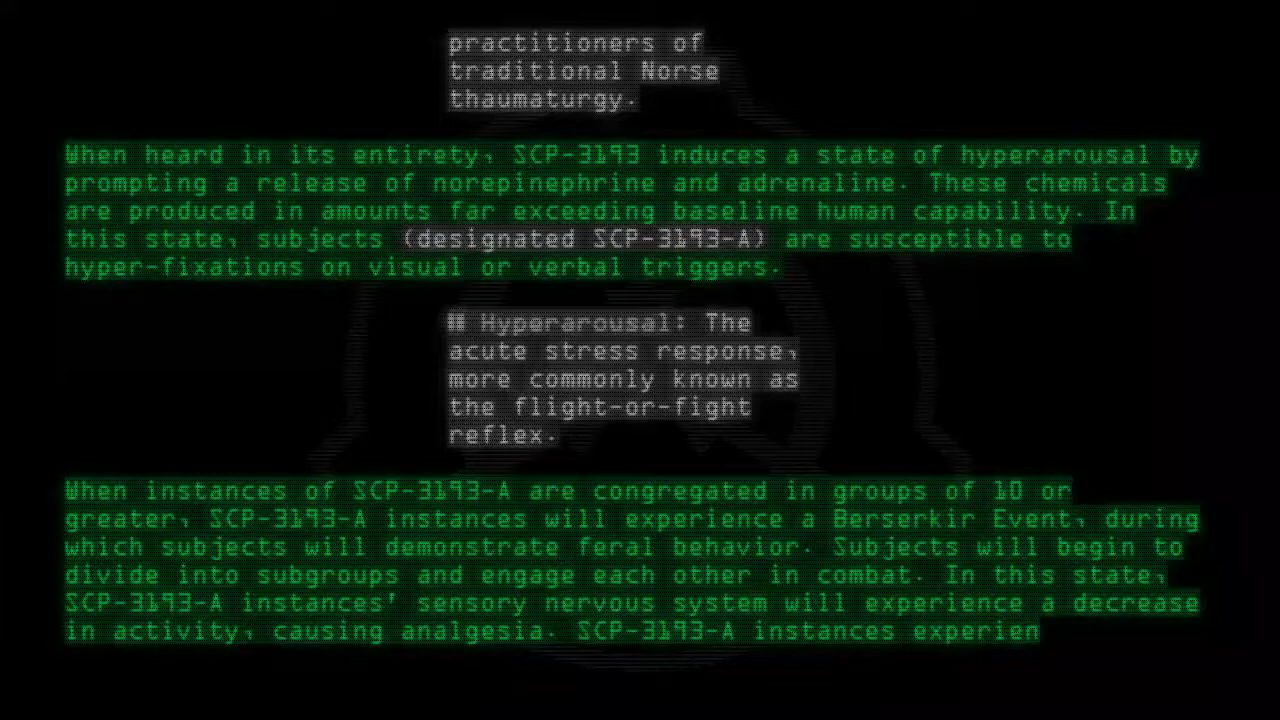 practitioners of
traditional Norse
thaumaturgy.
When heard in its entirety, SCP-3193 induces a state of hyperarousal by
prompting a release of norepinephrine and adrenaline. These chemicals
are produced in amounts far exceeding baseline human capability. In
this state, subjects (designated SCP-3193-A) are susceptible to
hyper-fixations on visual or verbal triggers.
# Hyperarousal: The
acute stress response,
more commonly known as
the flight-or-fight
reflex.
When instances of SCP-3193-A are congregated in groups of 10 or
greater, SCP-3193-A instances will experience a Berserkir Event, during
which subjects will demonstrate feral behavior. Subjects will begin to
divide into subgroups and engage each other in combat. In this state,
SCP-3193-A instances' sensory nervous system will experience a decrease
in activity, causing analgesia. SCP-3193-A instances experien